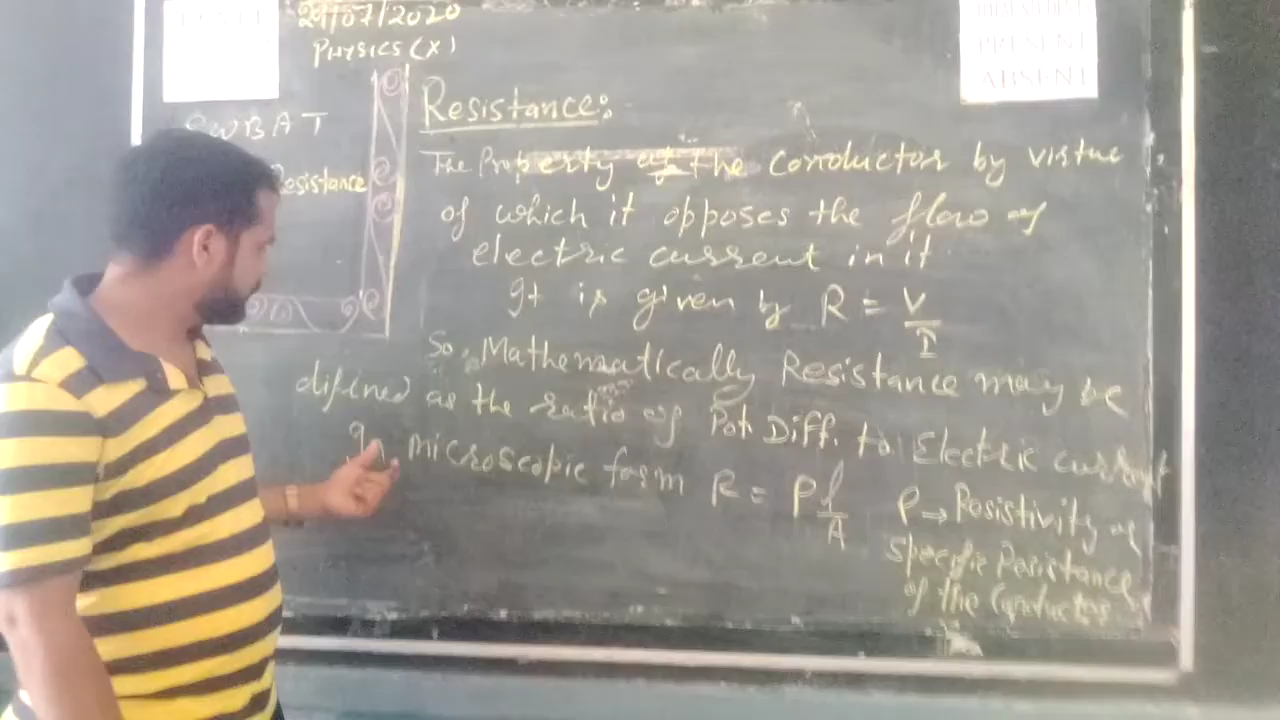 29/07/2020
PHYSICS (X)
PRESENT
ABSENT
SWBAT
Resistance
Resistance:
The Property of the Conductor by virtue
of which it opposes the flow of
electric current in it
It is given by R = V/I
So, Mathematically Resistance may be
difined as the ratio of Pot. Diff. to Electric current
In microscopic form R = ρ l/A
ρ → Resistivity or
specific Resistance
of the Conductor